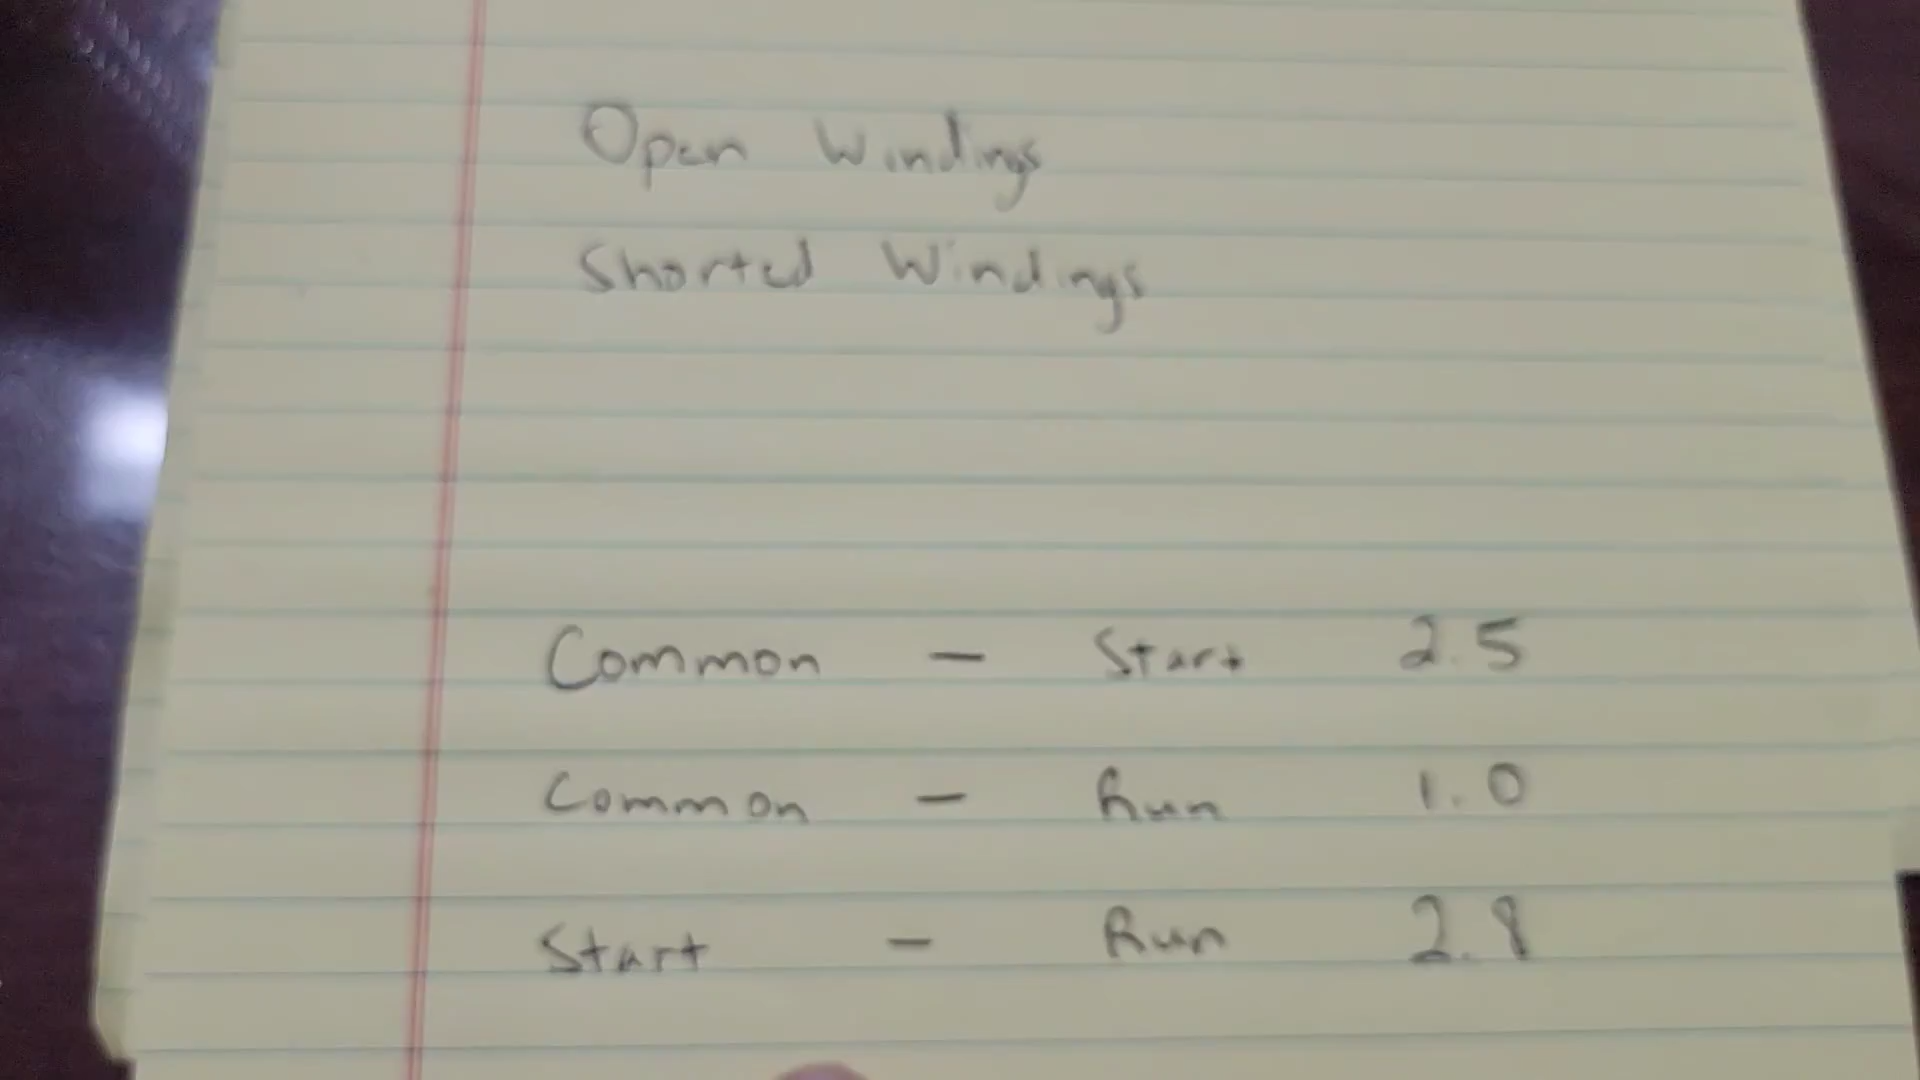 Open Windings
Shorted Windings
Common - Start 2.5
Common - Run 1.0
Start - Run 2.8